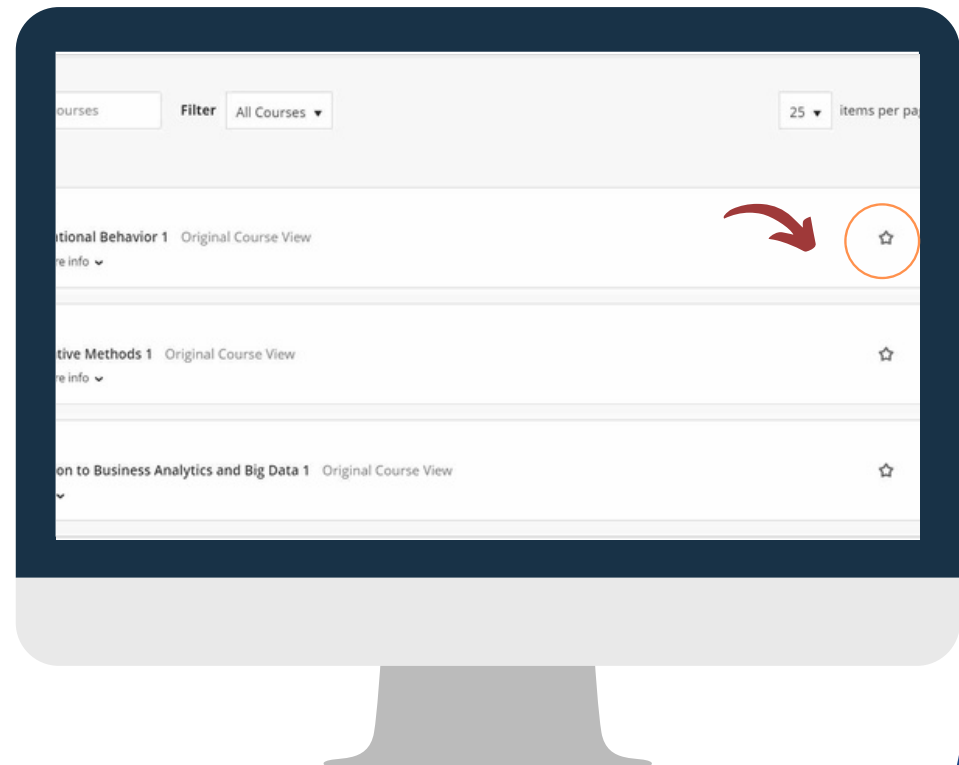 ourses Filter All Courses 25 items per pa
ational Behavior 1 Original Course View
re info
tive Methods 1 Original Course View
re info
on to Business Analytics and Big Data 1 Original Course View